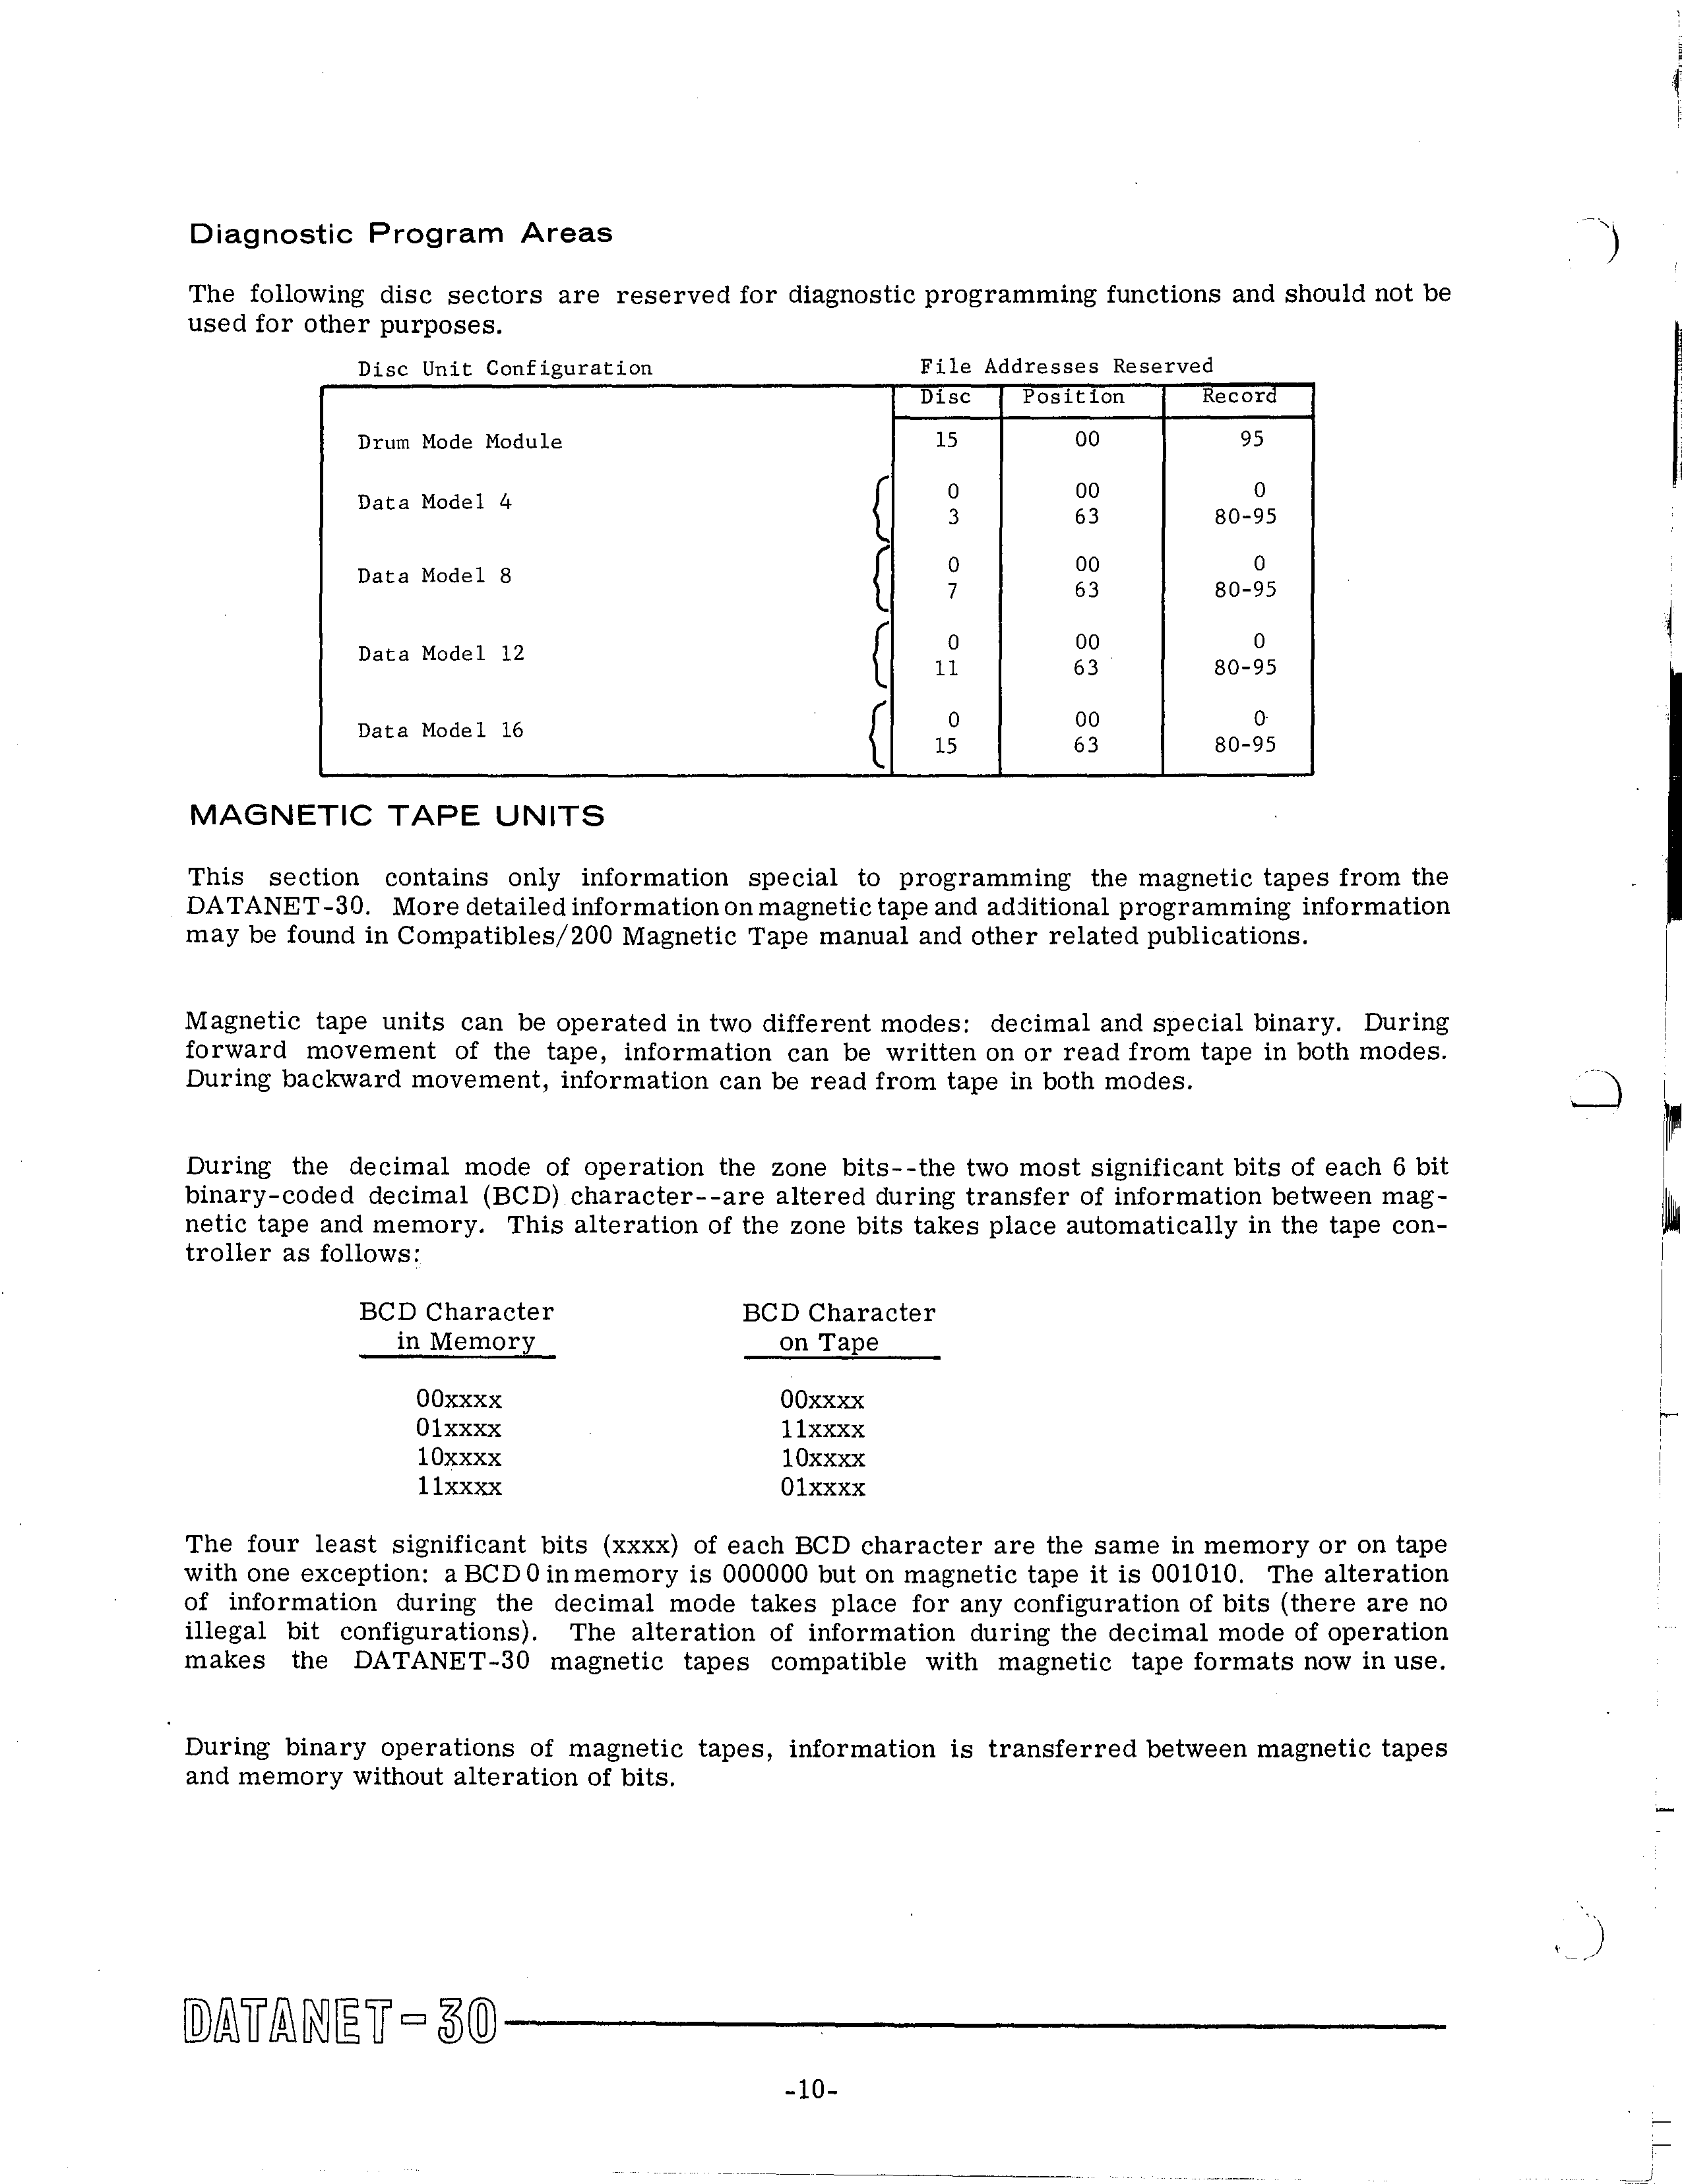 Diagnostic Program Areas
The following disc sectors are reserved for diagnostic programming functions and should not be
used for other purposes.
Disc Unit Configuration File Addresses Reserved
Disc Position Record
Drum Mode Module 15 00 95
Data Model 4 0 00 0
3 63 80-95
Data Model 8 0 00 0
7 63 80-95
Data Model 12 0 00 0
11 63 80-95
Data Model 16 0 00 0
15 63 80-95
MAGNETIC TAPE UNITS
This section contains only information special to programming the magnetic tapes from the
DATANET-30. More detailed information on magnetic tape and additional programming information
may be found in Compatibles/200 Magnetic Tape manual and other related publications.
Magnetic tape units can be operated in two different modes: decimal and special binary. During
forward movement of the tape, information can be written on or read from tape in both modes.
During backward movement, information can be read from tape in both modes.
During the decimal mode of operation the zone bits--the two most significant bits of each 6 bit
binary-coded decimal (BCD) character--are altered during transfer of information between mag-
netic tape and memory. This alteration of the zone bits takes place automatically in the tape con-
troller as follows:
BCD Character BCD Character
in Memory on Tape
00xxxx 00xxxx
01xxxx 11xxxx
10xxxx 10xxxx
11xxxx 01xxxx
The four least significant bits (xxxx) of each BCD character are the same in memory or on tape
with one exception: a BCD 0 in memory is 000000 but on magnetic tape it is 001010. The alteration
of information during the decimal mode takes place for any configuration of bits (there are no
illegal bit configurations). The alteration of information during the decimal mode of operation
makes the DATANET-30 magnetic tapes compatible with magnetic tape formats now in use.
During binary operations of magnetic tapes, information is transferred between magnetic tapes
and memory without alteration of bits.
DATANET-30
-10-